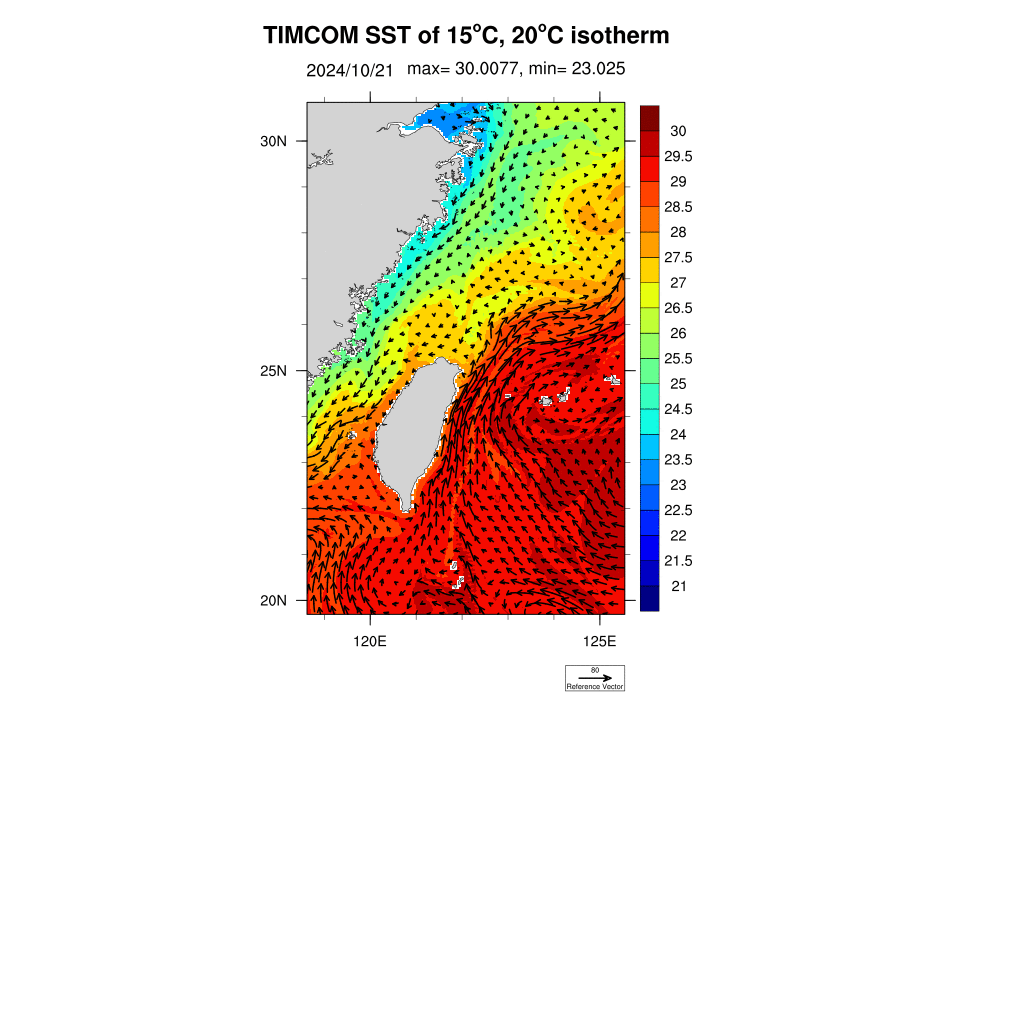 TIMCOM SST of 15°C, 20°C isotherm
2024/10/21 max= 30.0077, min= 23.025
30N
25N
20N
120E 125E
30
29.5
29
28.5
28
27.5
27
26.5
26
25.5
25
24.5
24
23.5
23
22.5
22
21.5
21
80
Reference Vector